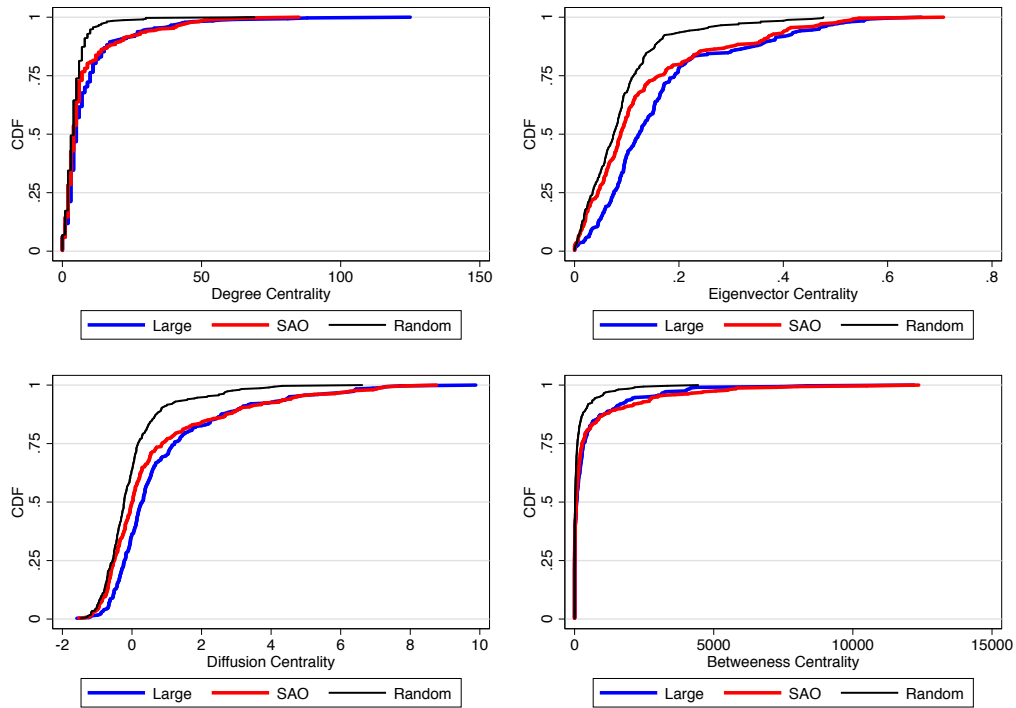 CDF
1
.75
.5
.25
0
0 50 100 150
Degree Centrality
Large SAO Random
CDF
1
.75
.5
.25
0
0 .2 .4 .6 .8
Eigenvector Centrality
Large SAO Random
CDF
1
.75
.5
.25
0
-2 0 2 4 6 8 10
Diffusion Centrality
Large SAO Random
CDF
1
.75
.5
.25
0
0 5000 10000 15000
Betweeness Centrality
Large SAO Random